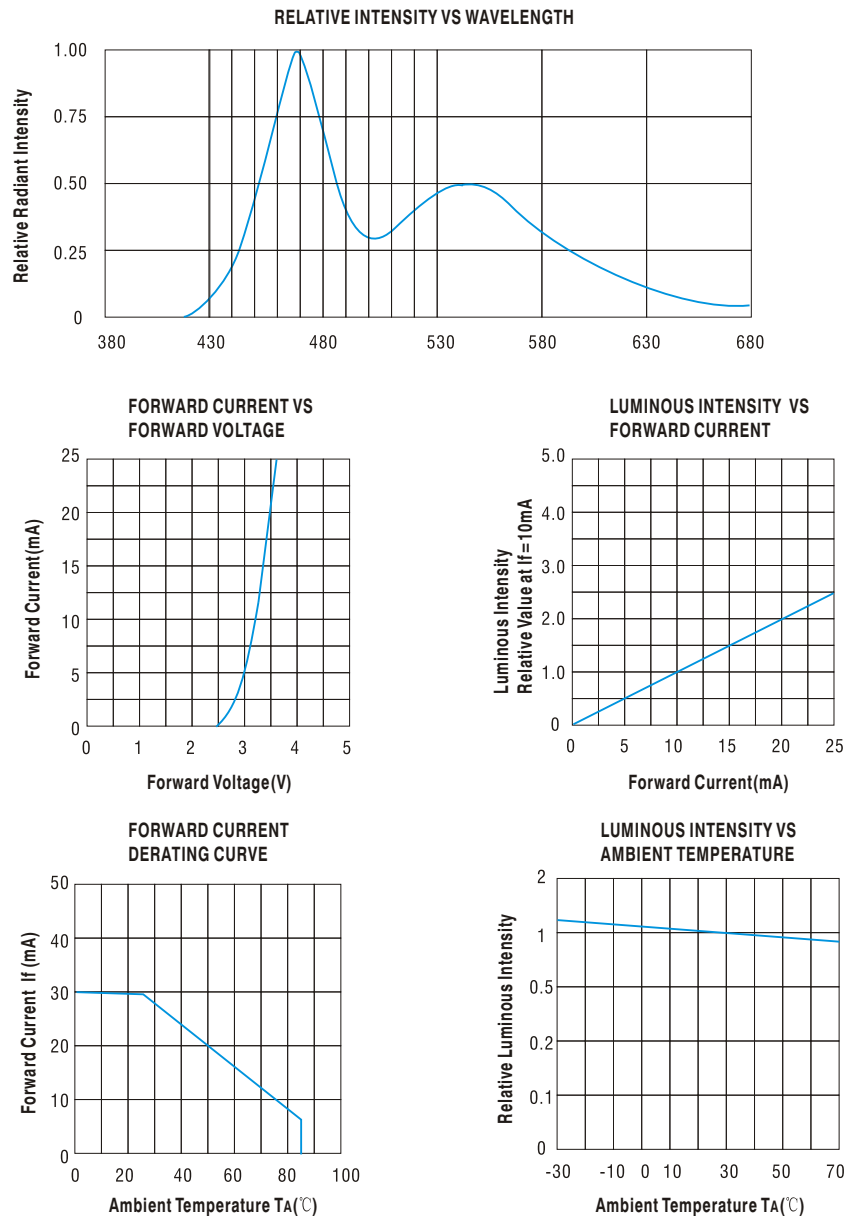 RELATIVE INTENSITY VS WAVELENGTH
Relative Radiant Intensity
1.00
0.75
0.50
0.25
0
380 430 480 530 580 630 680
FORWARD CURRENT VS
FORWARD VOLTAGE
Forward Current(mA)
25
20
15
10
5
0
0 1 2 3 4 5
Forward Voltage(V)
LUMINOUS INTENSITY VS
FORWARD CURRENT
Luminous Intensity
Relative Value at If=10mA
5.0
4.0
3.0
2.0
1.0
0
0 5 10 15 20 25
Forward Current(mA)
FORWARD CURRENT
DERATING CURVE
Forward Current If (mA)
50
40
30
20
10
0
0 20 40 60 80 100
Ambient Temperature TA(℃)
LUMINOUS INTENSITY VS
AMBIENT TEMPERATURE
Relative Luminous Intensity
2
1
0.5
0.2
0.1
0
-30 -10 0 10 30 50 70
Ambient Temperature TA(℃)